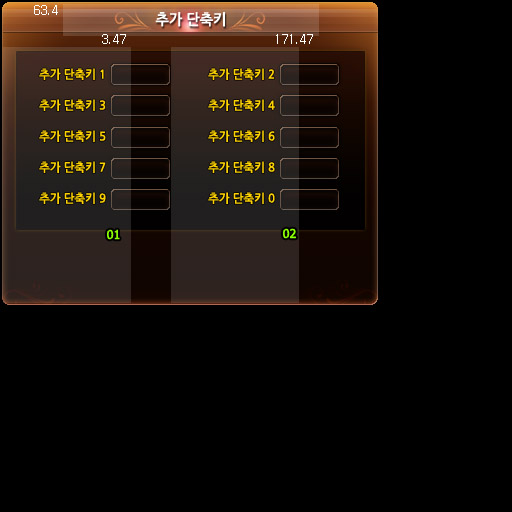 63.4
추가 단축키
3.47 171.47
추가 단축키 1 추가 단축키 2
추가 단축키 3 추가 단축키 4
추가 단축키 5 추가 단축키 6
추가 단축키 7 추가 단축키 8
추가 단축키 9 추가 단축키 0
01 02